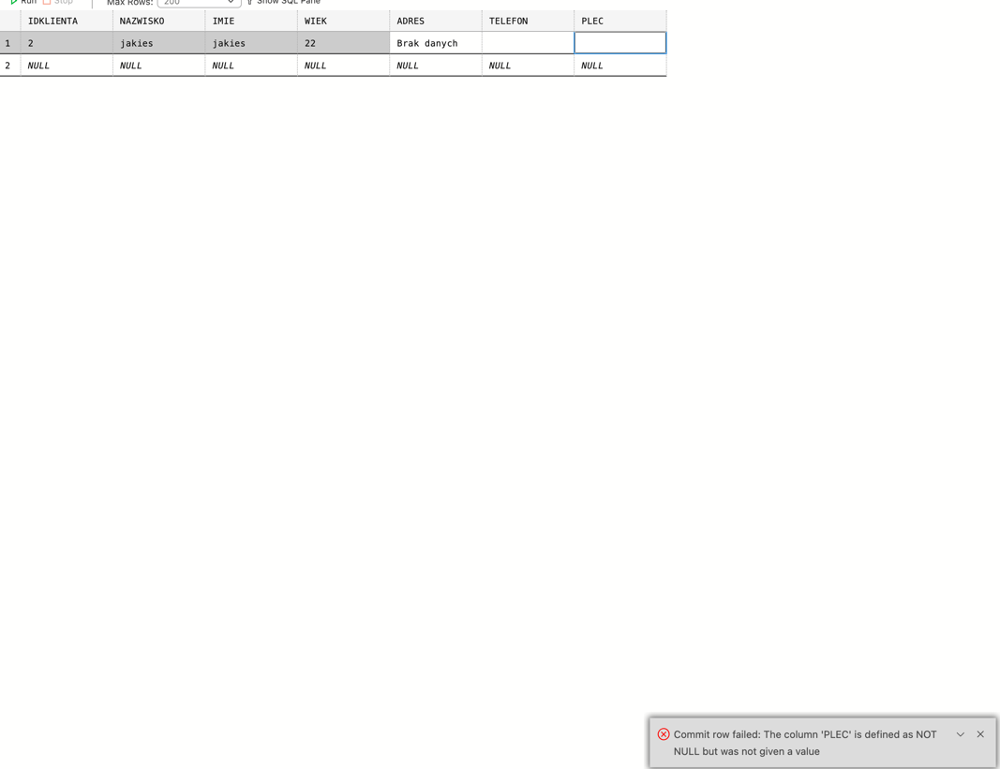 Run Stop Max Rows: 200 Show SQL Pane
IDKLIENTA NAZWISKO IMIE WIEK ADRES TELEFON PLEC
1 2 jakies jakies 22 Brak danych
2 NULL NULL NULL NULL NULL NULL NULL
Commit row failed: The column 'PLEC' is defined as NOT
NULL but was not given a value